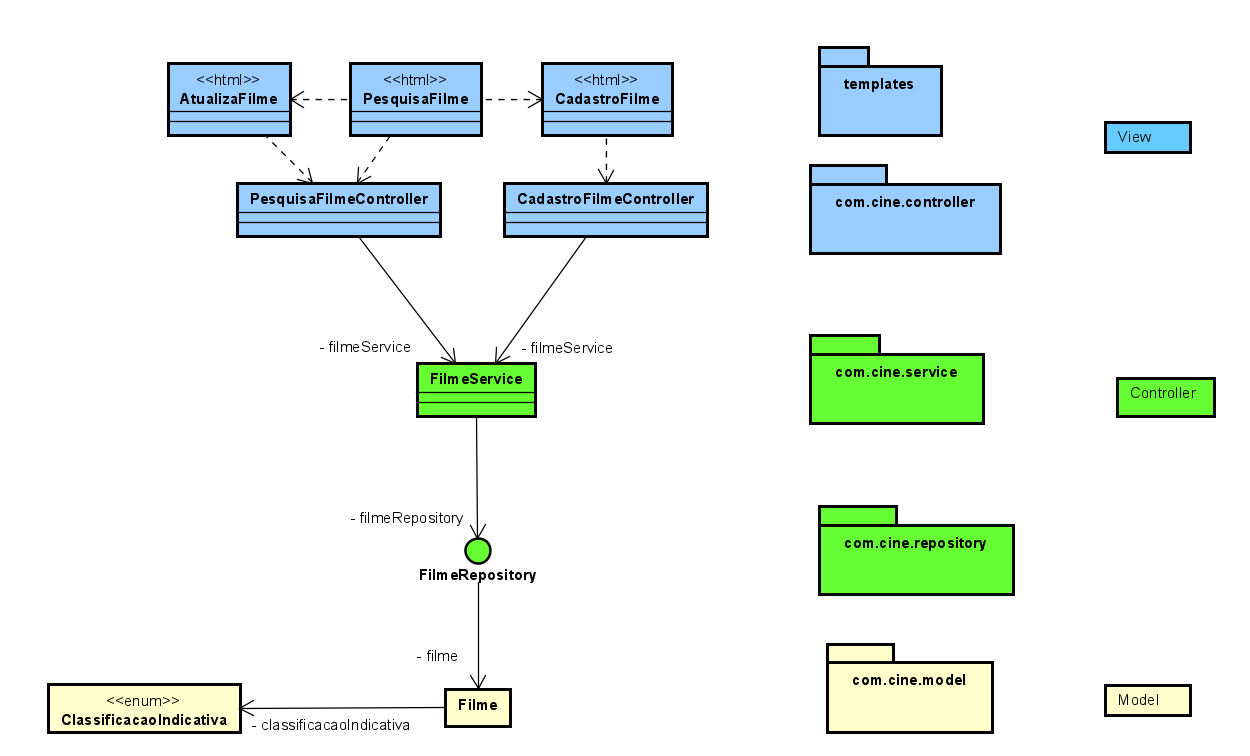 <<html>>
AtualizaFilme
<<html>>
PesquisaFilme
<<html>>
CadastroFilme
templates
View
PesquisaFilmeController
CadastroFilmeController
com.cine.controller
- filmeService
- filmeService
FilmeService
com.cine.service
Controller
- filmeRepository
FilmeRepository
com.cine.repository
- filme
<<enum>>
ClassificacaoIndicativa
- classificacaoIndicativa
Filme
com.cine.model
Model